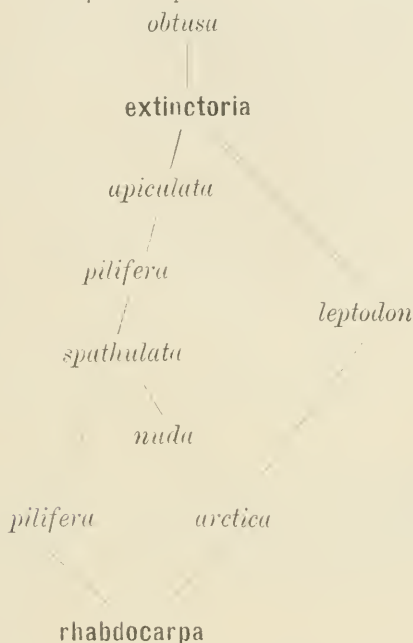 obtusa
extinctoria
apiculata
pilifera
leptodon
spathulata
nuda
pilifera arctica
rhabdocarpa